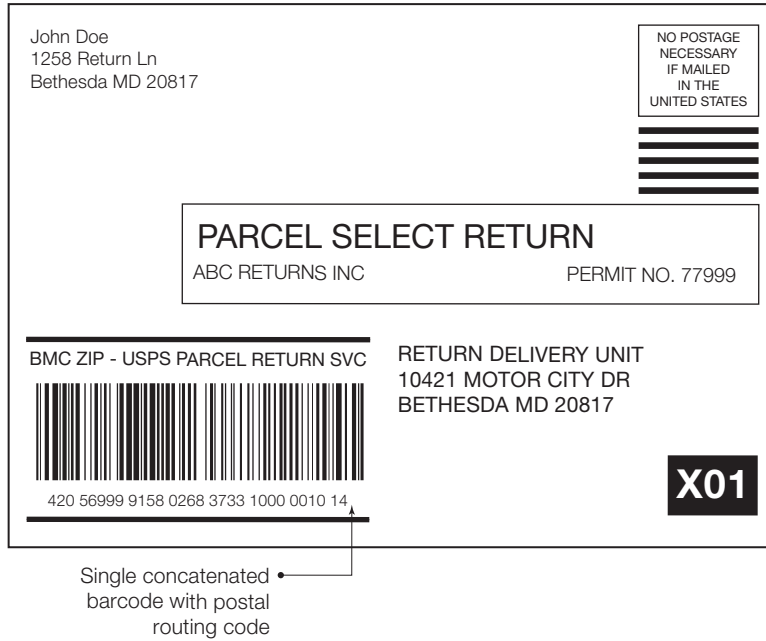 John Doe
1258 Return Ln
Bethesda MD 20817
NO POSTAGE
NECESSARY
IF MAILED
IN THE
UNITED STATES
PARCEL SELECT RETURN
ABC RETURNS INC PERMIT NO. 77999
BMC ZIP - USPS PARCEL RETURN SVC
420 56999 9158 0268 3733 1000 0010 14
RETURN DELIVERY UNIT
10421 MOTOR CITY DR
BETHESDA MD 20817
X01
Single concatenated
barcode with postal
routing code